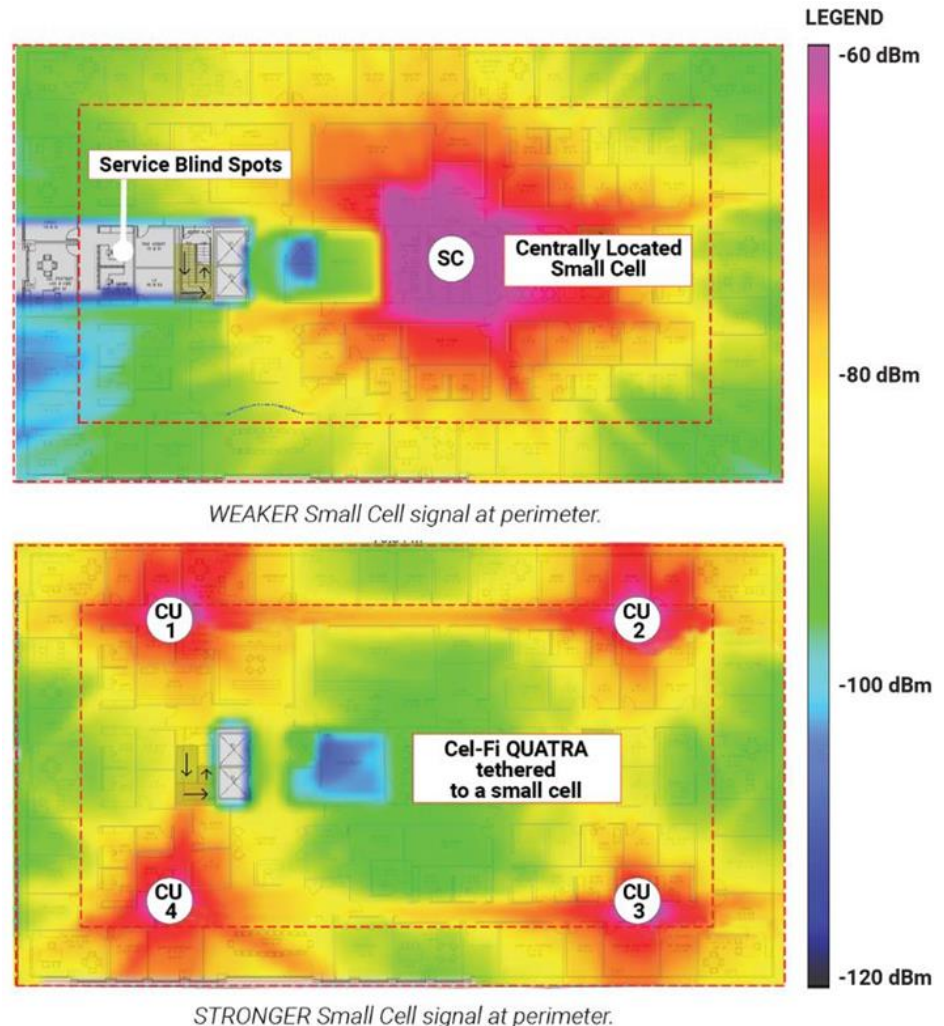 LEGEND
-60 dBm
Service Blind Spots
SC
Centrally Located
Small Cell
-80 dBm
WEAKER Small Cell signal at perimeter.
CU
1
CU
2
-100 dBm
Cel-Fi QUATRA
tethered
to a small cell
CU
4
CU
3
-120 dBm
STRONGER Small Cell signal at perimeter.